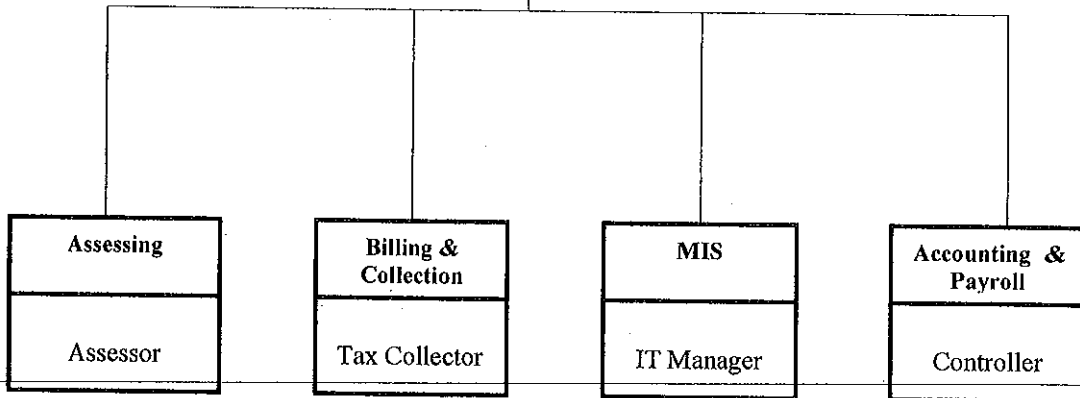 Assessing
Assessor
Billing &
Collection
Tax Collector
MIS
IT Manager
Accounting &
Payroll
Controller